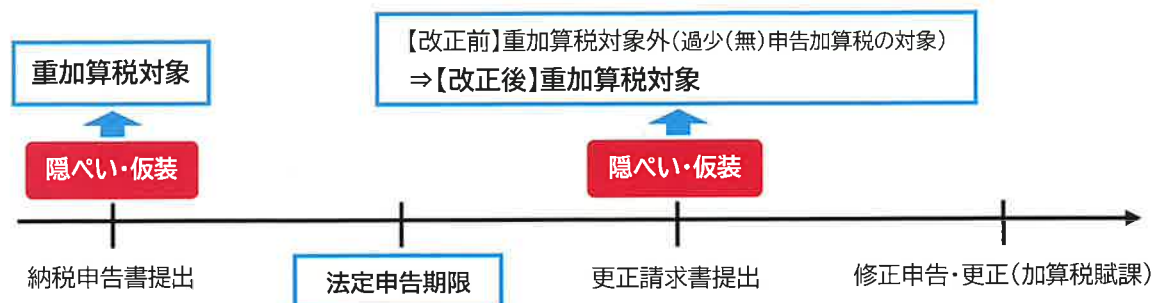 【改正前】重加算税対象外(過少(無)申告加算税の対象)
⇒【改正後】重加算税対象
重加算税対象
隠ぺい・仮装
隠ぺい・仮装
納税申告書提出
法定申告期限
更正請求書提出
修正申告・更正(加算税賦課)